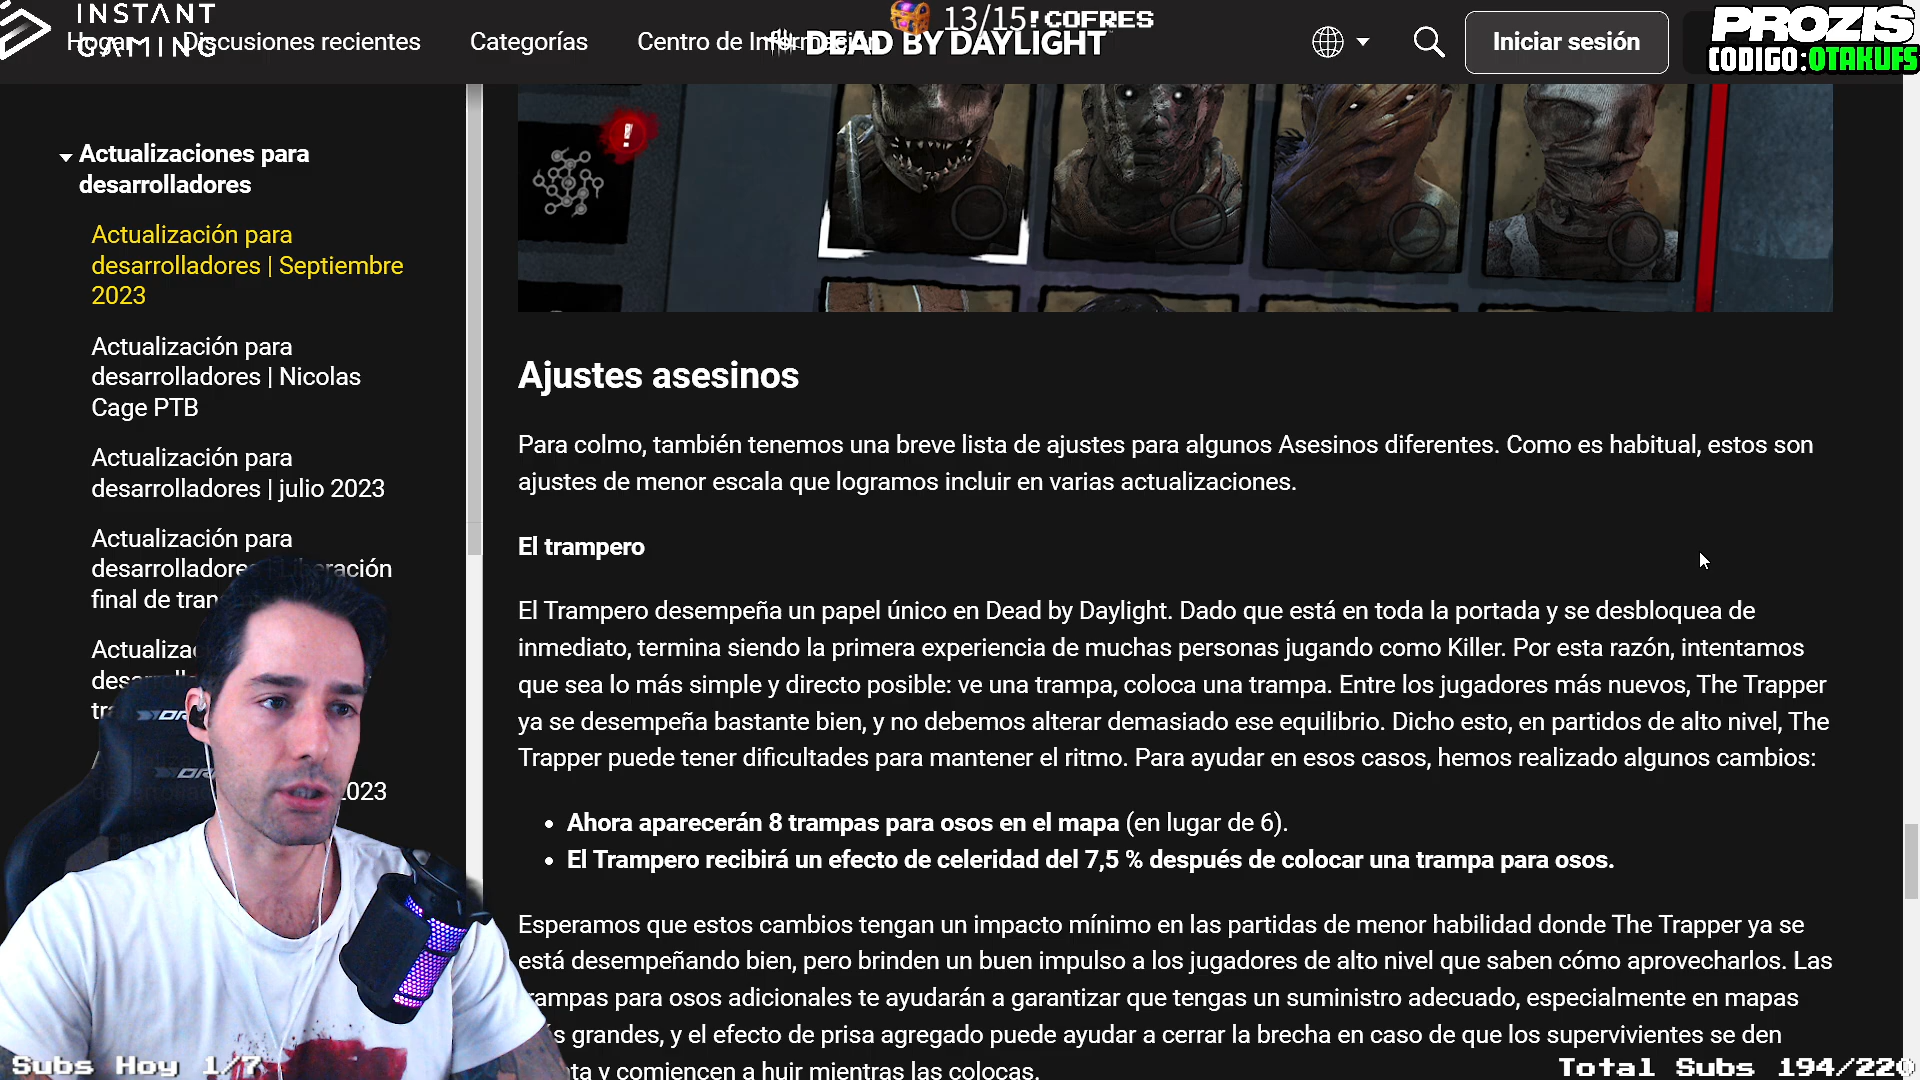 INSTANT
GAMING
13/15 !COFRES
Hogar Discusiones recientes Categorías Centro de Información
DEAD BY DAYLIGHT
Iniciar sesión
PROZIS
CODIGO:OTAKUFS
Actualizaciones para
desarrolladores
Actualización para
desarrolladores | Septiembre
2023
Actualización para
desarrolladores | Nicolas
Cage PTB
Actualización para
desarrolladores | julio 2023
Actualización para
desarrolladores | Liberación
final de
2023
!
Ajustes asesinos
Para colmo, también tenemos una breve lista de ajustes para algunos Asesinos diferentes. Como es habitual, estos son
ajustes de menor escala que logramos incluir en varias actualizaciones.
El trampero
El Trampero desempeña un papel único en Dead by Daylight. Dado que está en toda la portada y se desbloquea de
inmediato, termina siendo la primera experiencia de muchas personas jugando como Killer. Por esta razón, intentamos
que sea lo más simple y directo posible: ve una trampa, coloca una trampa. Entre los jugadores más nuevos, The Trapper
ya se desempeña bastante bien, y no debemos alterar demasiado ese equilibrio. Dicho esto, en partidos de alto nivel, The
Trapper puede tener dificultades para mantener el ritmo. Para ayudar en esos casos, hemos realizado algunos cambios:
• Ahora aparecerán 8 trampas para osos en el mapa (en lugar de 6).
• El Trampero recibirá un efecto de celeridad del 7,5 % después de colocar una trampa para osos.
Esperamos que estos cambios tengan un impacto mínimo en las partidas de menor habilidad donde The Trapper ya se
está desempeñando bien, pero brinden un buen impulso a los jugadores de alto nivel que saben cómo aprovecharlos. Las
trampas para osos adicionales te ayudarán a garantizar que tengas un suministro adecuado, especialmente en mapas
grandes, y el efecto de prisa agregado puede ayudar a cerrar la brecha en caso de que los supervivientes se den
y comiencen a huir mientras las colocas.
Subs Hoy 1/7
Total Subs 194/220